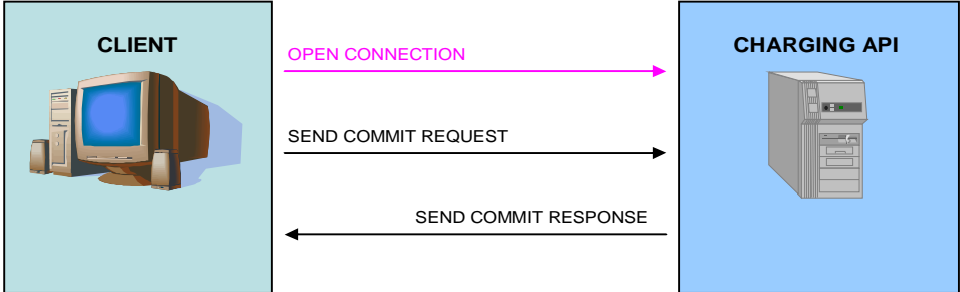 CLIENT
OPEN CONNECTION
CHARGING API
SEND COMMIT REQUEST
SEND COMMIT RESPONSE